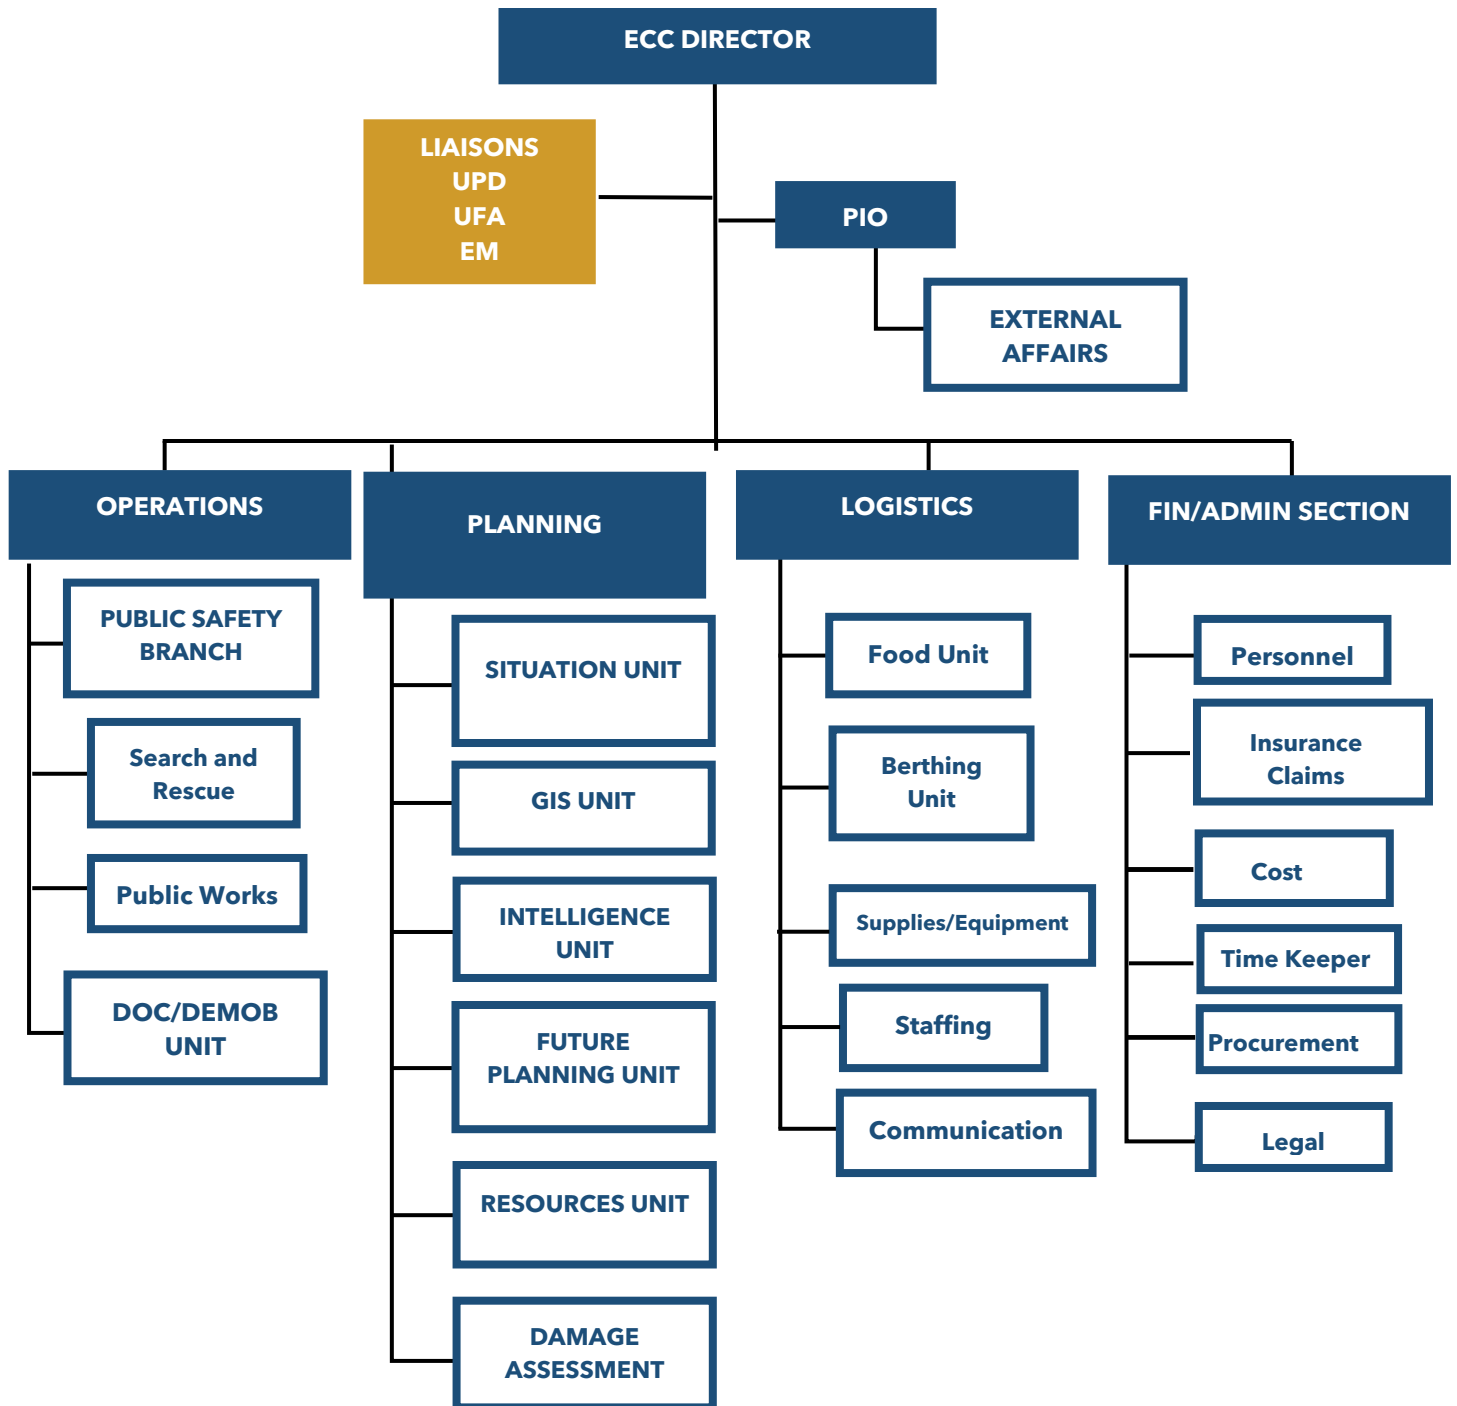 ECC DIRECTOR
LIAISONS
UPD
UFA
EM
PIO
EXTERNAL
AFFAIRS
OPERATIONS
PUBLIC SAFETY
BRANCH
Search and
Rescue
Public Works
DOC/DEMOB
UNIT
PLANNING
SITUATION UNIT
GIS UNIT
INTELLIGENCE
UNIT
FUTURE
PLANNING UNIT
RESOURCES UNIT
DAMAGE
ASSESSMENT
LOGISTICS
Food Unit
Berthing
Unit
Supplies/Equipment
Staffing
Communication
FIN/ADMIN SECTION
Personnel
Insurance
Claims
Cost
Time Keeper
Procurement
Legal